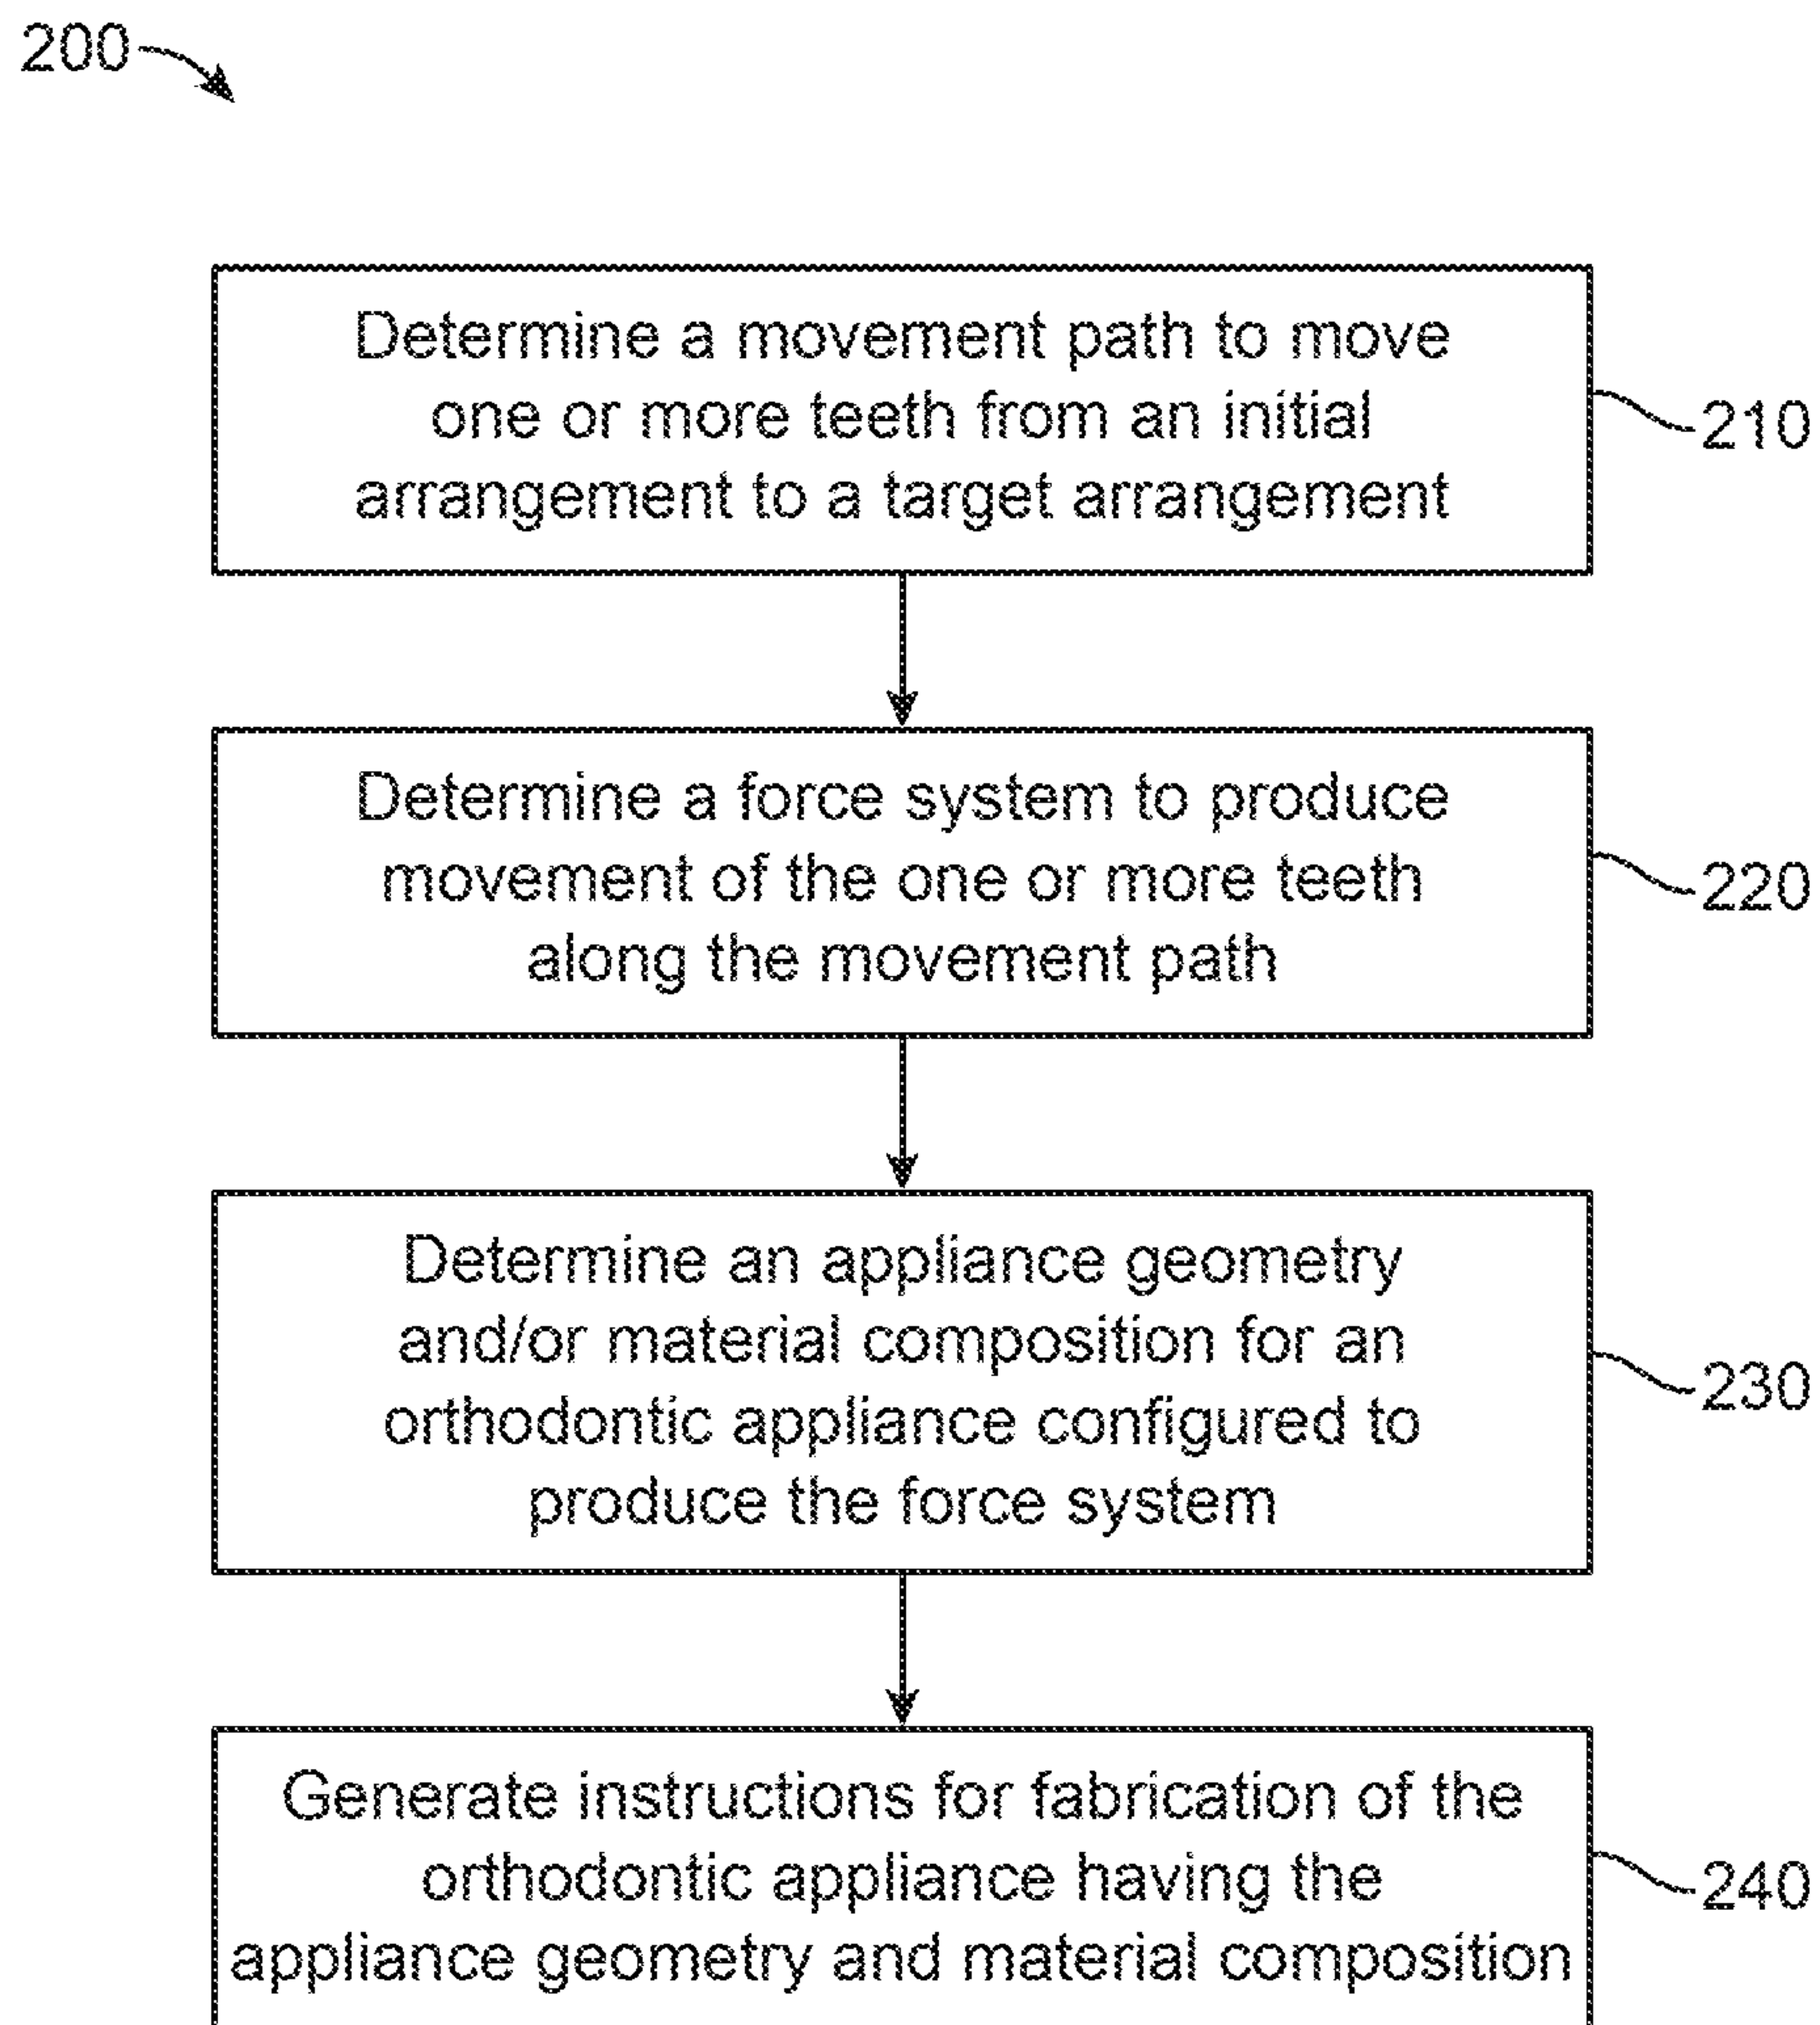 200
Determine a movement path to move
one or more teeth from an initial
arrangement to a target arrangement
210
Determine a force system to produce
movement of the one or more teeth
along the movement path
220
Determine an appliance geometry
and/or material composition for an
orthodontic appliance configured to
produce the force system
230
Generate instructions for fabrication of the
orthodontic appliance having the
appliance geometry and material composition
240